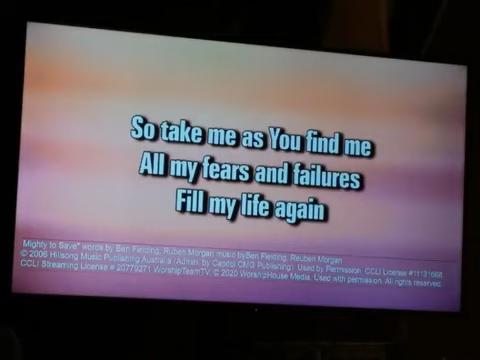 So take me as You find me
All my fears and failures
Fill my life again
Mighty to Save" words by Ben Fielding, Ruben Morgan music byBen Fielding, Reuben Morgan
© 2006 Hillsong Music Publishing Australia (Admin. by Capitol CMG Publishing). Used by Permission. CCLI License #11131668
CCLI Streaming License # 20779271 WorshipTeamTV. © 2020 WorshipHouse Media. Used with permission. All rights reserved.